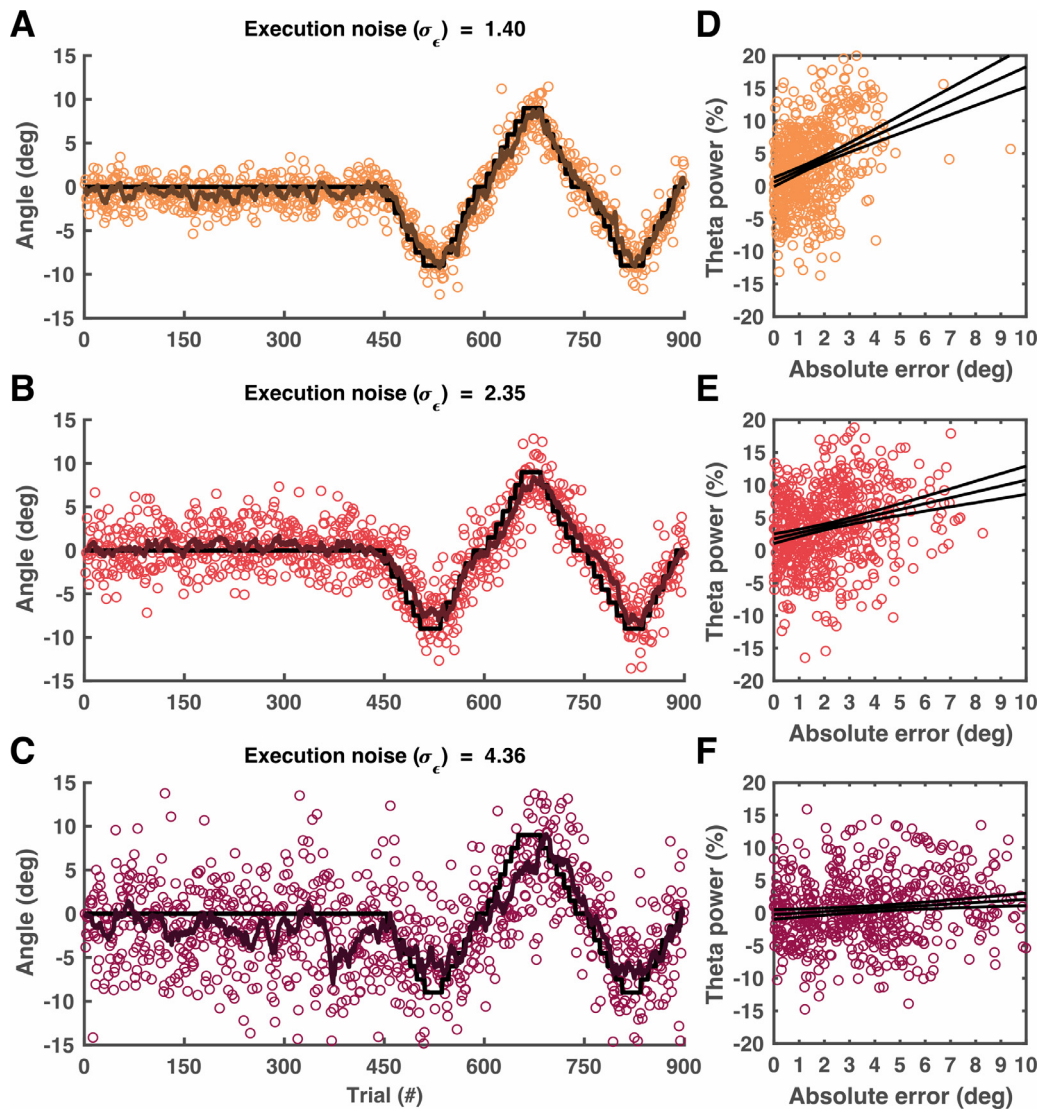 A
Execution noise (σϵ) = 1.40
Angle (deg)
15
10
5
0
-5
-10
-15
0 150 300 450 600 750 900
D
Theta power (%)
20
15
10
5
0
-5
-10
-15
-20
0 1 2 3 4 5 6 7 8 9 10
Absolute error (deg)
B
Execution noise (σϵ) = 2.35
Angle (deg)
15
10
5
0
-5
-10
-15
0 150 300 450 600 750 900
E
Theta power (%)
20
15
10
5
0
-5
-10
-15
-20
0 1 2 3 4 5 6 7 8 9 10
Absolute error (deg)
C
Execution noise (σϵ) = 4.36
Angle (deg)
15
10
5
0
-5
-10
-15
0 150 300 450 600 750 900
Trial (#)
F
Theta power (%)
20
15
10
5
0
-5
-10
-15
-20
0 1 2 3 4 5 6 7 8 9 10
Absolute error (deg)